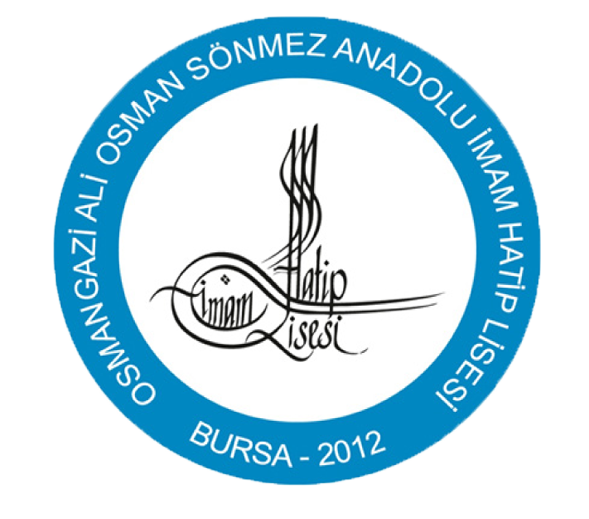 OSMANGAZİ ALİ OSMAN SÖNMEZ ANADOLU İMAM HATİP LİSESİ
İmam
Hatip
Lisesi
BURSA - 2012